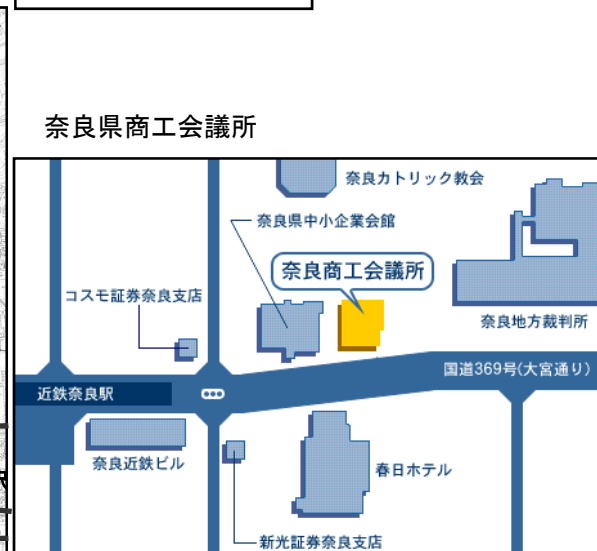 奈良県商工会議所
奈良カトリック教会
奈良県中小企業会館
奈良商工会議所
コスモ証券奈良支店
奈良地方裁判所
国道369号(大宮通り)
近鉄奈良駅
奈良近鉄ビル
春日ホテル
新光証券奈良支店